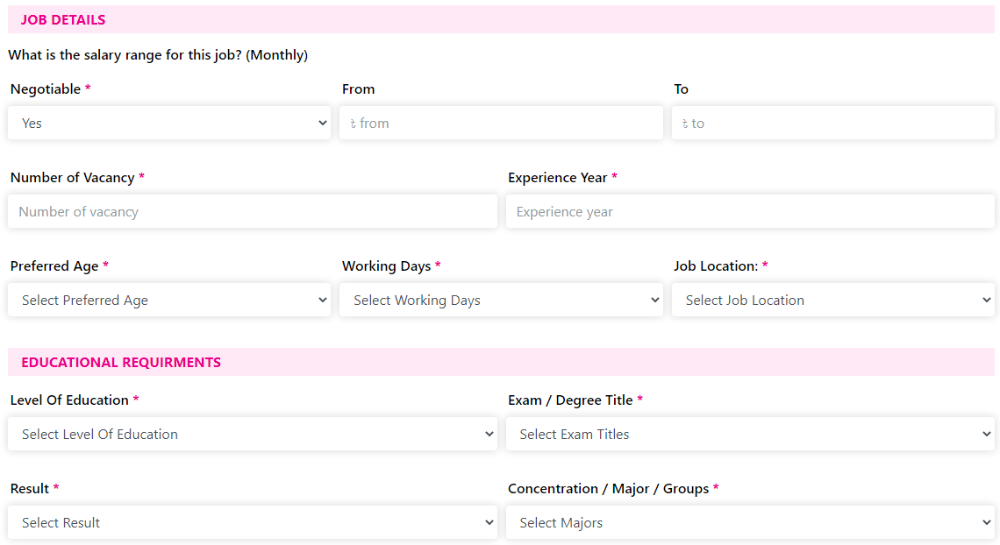 JOB DETAILS
What is the salary range for this job? (Monthly)
Negotiable * From To
Yes ৳ from ৳ to
Number of Vacancy * Experience Year *
Number of vacancy Experience year
Preferred Age * Working Days * Job Location: *
Select Preferred Age Select Working Days Select Job Location
EDUCATIONAL REQUIRMENTS
Level Of Education * Exam / Degree Title *
Select Level Of Education Select Exam Titles
Result * Concentration / Major / Groups *
Select Result Select Majors